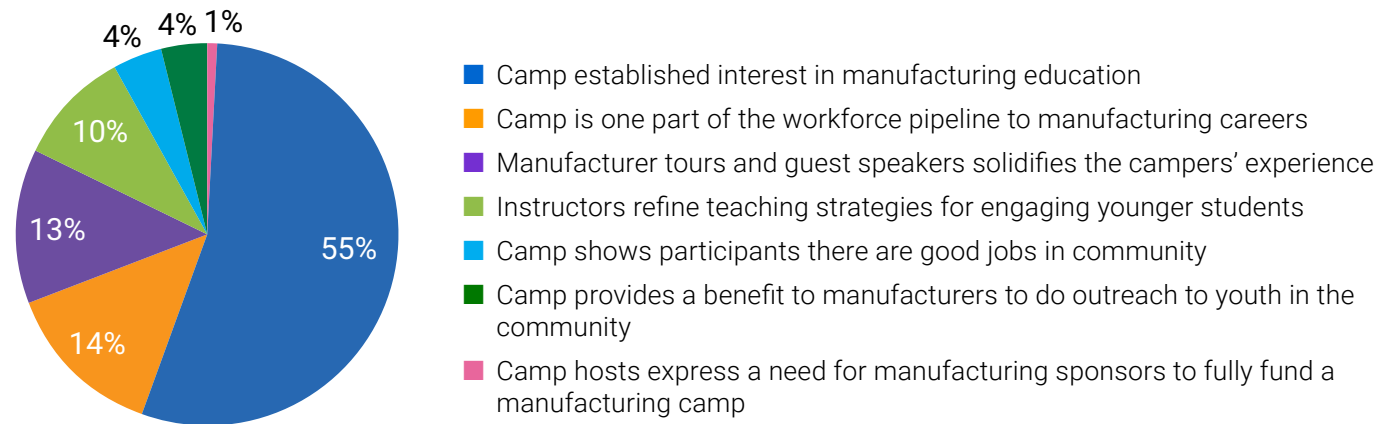 4%
4%
1%
10%
13%
55%
14%
Camp established interest in manufacturing education
Camp is one part of the workforce pipeline to manufacturing careers
Manufacturer tours and guest speakers solidifies the campers’ experience
Instructors refine teaching strategies for engaging younger students
Camp shows participants there are good jobs in community
Camp provides a benefit to manufacturers to do outreach to youth in the
community
Camp hosts express a need for manufacturing sponsors to fully fund a
manufacturing camp